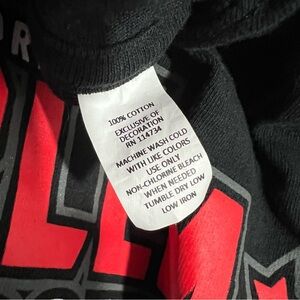 OR
100% COTTON
EXCLUSIVE OF
DECORATION
RN 114734
MACHINE WASH COLD
WITH LIKE COLORS
USE ONLY
NON-CHLORINE BLEACH
WHEN NEEDED
TUMBLE DRY LOW
LOW IRON